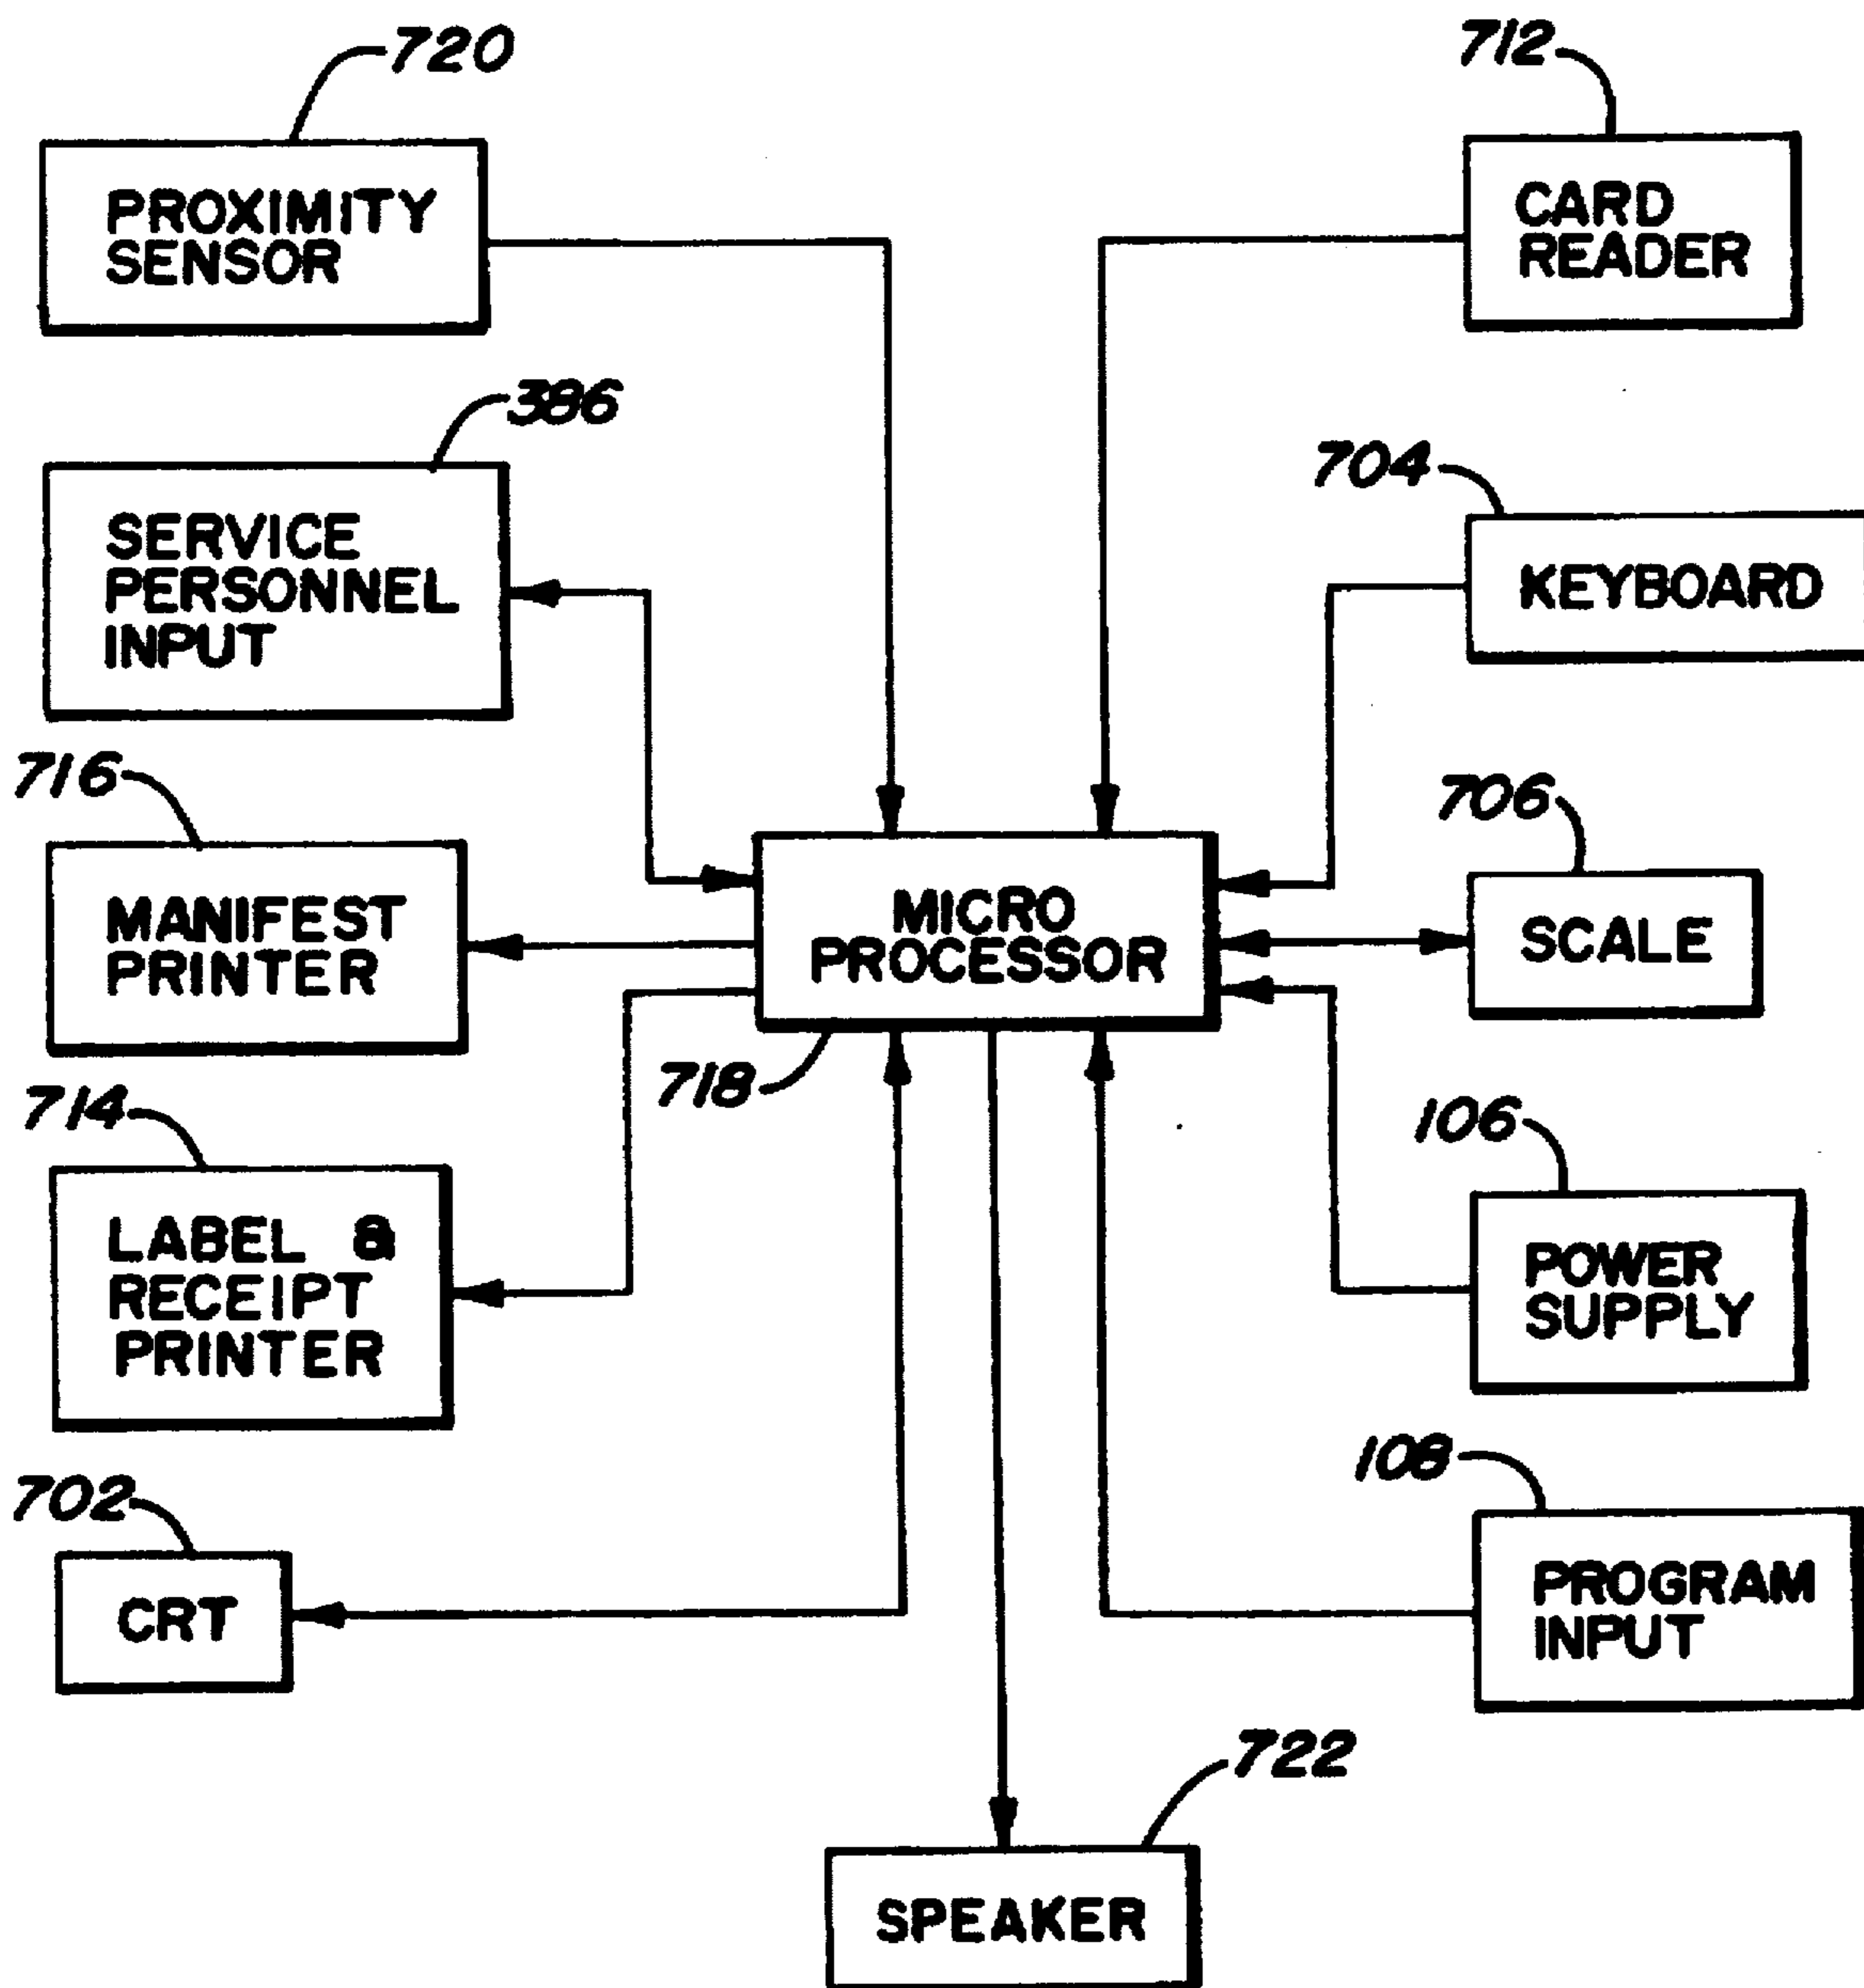 720
PROXIMITY
SENSOR
712
CARD
READER
386
SERVICE
PERSONNEL
INPUT
704
KEYBOARD
716
MANIFEST
PRINTER
MICRO
PROCESSOR
718
706
SCALE
714
LABEL &
RECEIPT
PRINTER
106
POWER
SUPPLY
702
CRT
108
PROGRAM
INPUT
722
SPEAKER